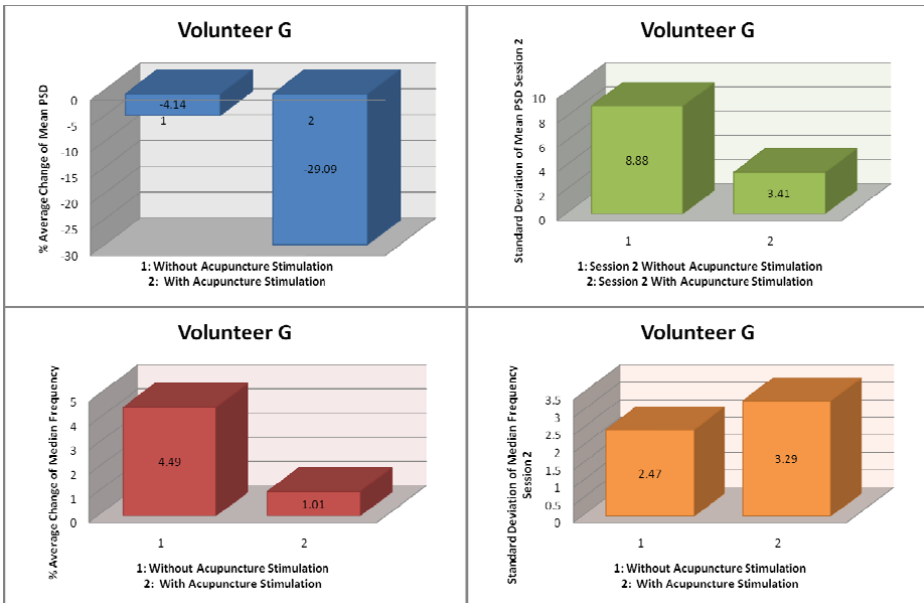 Volunteer G
% Average Change of Mean PSD
0
-5
-10
-15
-20
-25
-30
-4.14
-29.09
1
2
1: Without Acupuncture Stimulation
2: With Acupuncture Stimulation
Volunteer G
Standard Deviation of Mean PSD Session 2
10
8
6
4
2
0
8.88
3.41
1
2
1: Session 2 Without Acupuncture Stimulation
2: Session 2 With Acupuncture Stimulation
Volunteer G
% Average Change of Median Frequency
5
4
3
2
1
0
4.49
1.01
1
2
1: Without Acupuncture Stimulation
2: With Acupuncture Stimulation
Volunteer G
Standard Deviation of Median Frequency
Session 2
3.5
3
2.5
2
1.5
1
0.5
0
2.47
3.29
1
2
1: Without Acupuncture Stimulation
2: With Acupuncture Stimulation